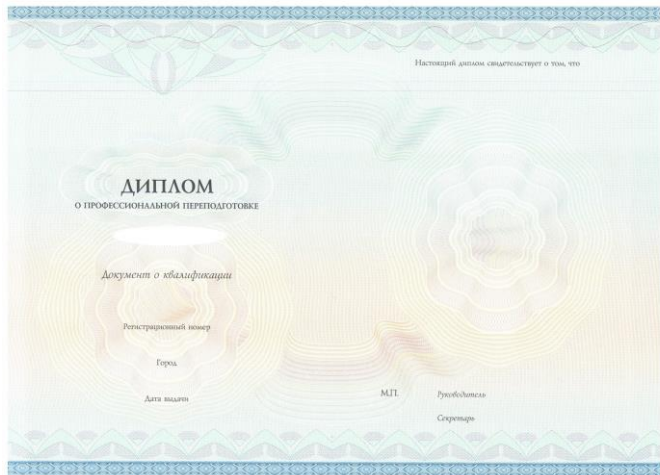 ДИПЛОМ
О ПРОФЕССИОНАЛЬНОЙ ПЕРЕПОДГОТОВКЕ
Документ о квалификации
Регистрационный номер
Город
Дата выдачи
Настоящий диплом свидетельствует о том, что
М.П.
Руководитель
Секретарь